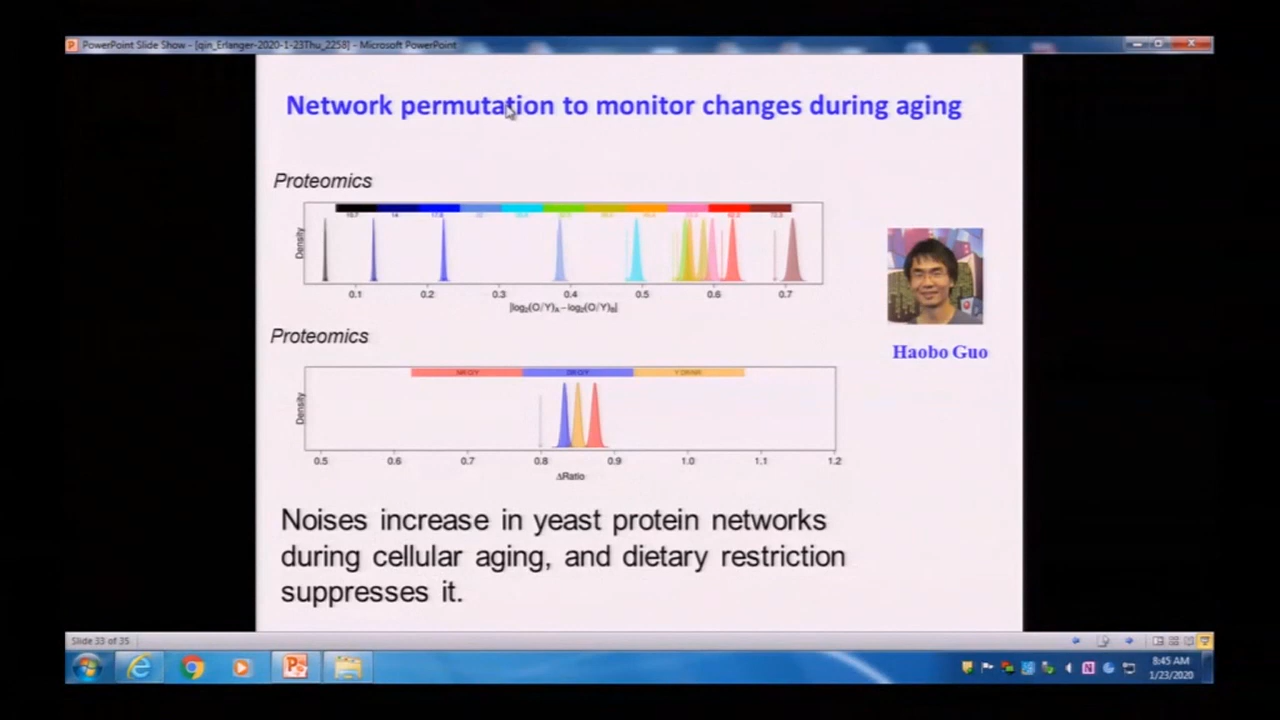 PowerPoint Slide Show - [qin_Erlanger-2020-1-23Thu_2258] - Microsoft PowerPoint
Network permutation to monitor changes during aging
Proteomics
14
Density
0.1 0.2 0.3 0.4 0.5 0.6 0.7
|log₂(O/Y)A − log₂(O/Y)B|
Haobo Guo
Proteomics
Density
0.5 0.6 0.7 0.8 0.9 1.0 1.1 1.2
ΔRatio
Noises increase in yeast protein networks
during cellular aging, and dietary restriction
suppresses it.
Slide 33 of 35
8:45 AM
1/23/2020